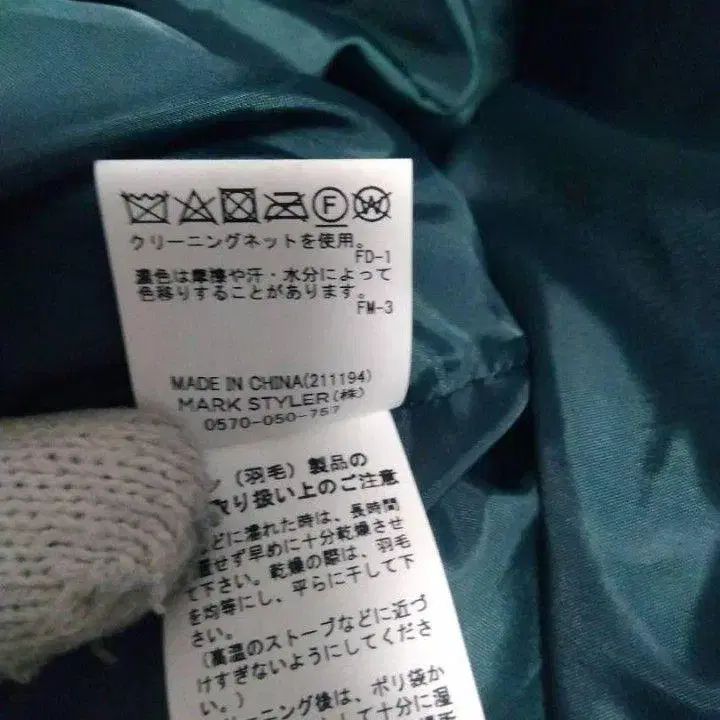 F W
クリーニングネットを使用。
FD-1
濃色は摩擦や汗・水分によって
色移りすることがあります。
FM-3
MADE IN CHINA(211194)
MARK STYLER(株)
0570-050-757
ン(羽毛)製品の
取り扱い上のご注意
などに濡れた時は、長時間
置せず早めに十分乾燥させ
て下さい。乾燥の際は、羽毛
を均等にし、平らに干して下
さい。
(高温のストーブなどに近づ
けすぎないようにしてくださ
い。)
リーニング後は、ポリ袋か
して十分に湿